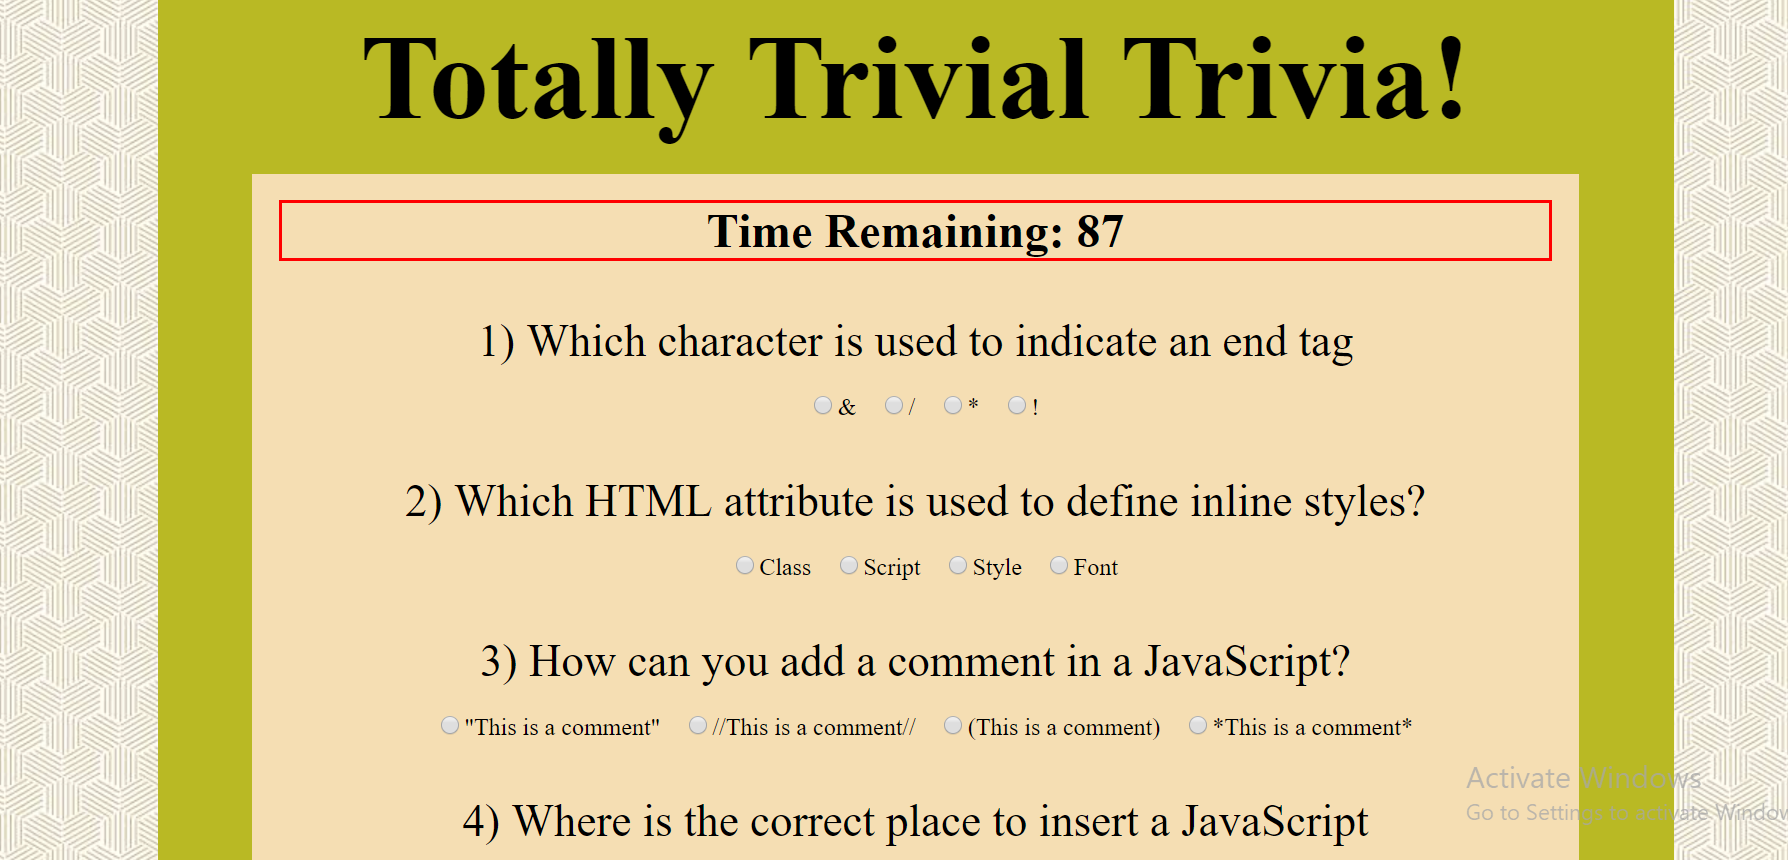 Totally Trivial Trivia!
Time Remaining: 87
1) Which character is used to indicate an end tag
& / * !
2) Which HTML attribute is used to define inline styles?
Class Script Style Font
3) How can you add a comment in a JavaScript?
"This is a comment" //This is a comment// (This is a comment) *This is a comment*
4) Where is the correct place to insert a JavaScript
Activate Windows
Go to Settings to activate Window